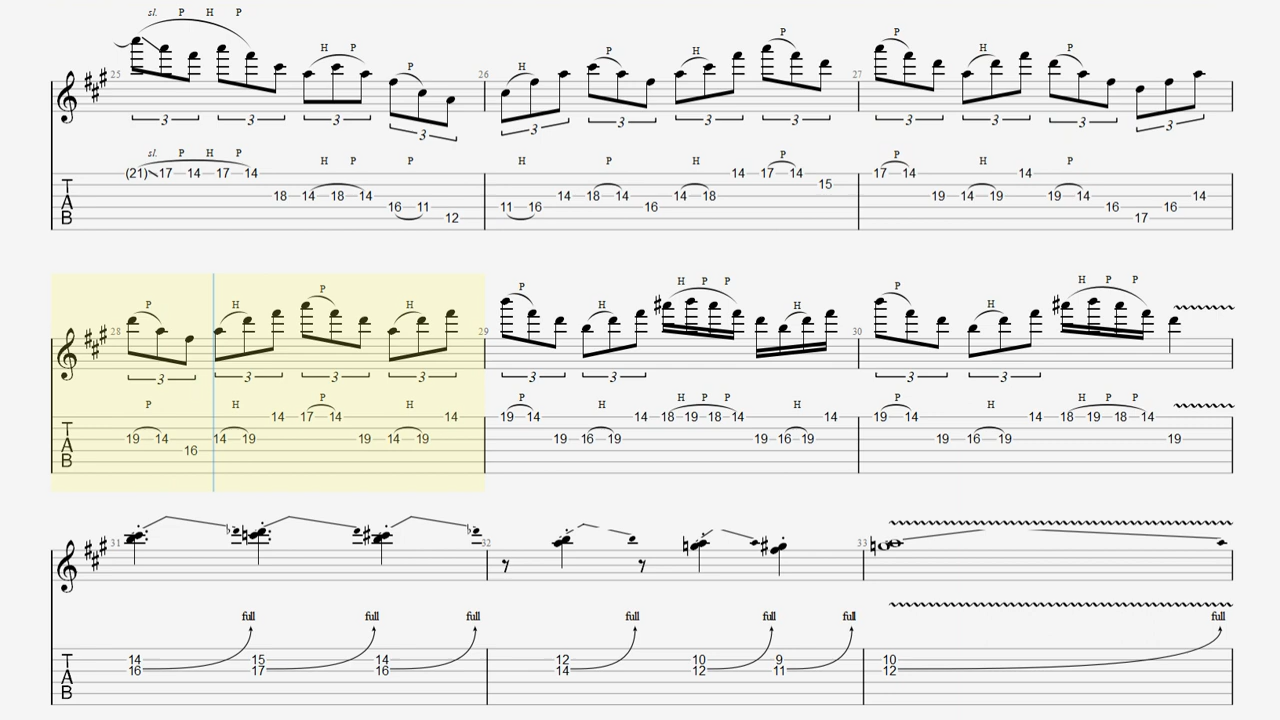 sl. P H P
H P
P
H
P
H
P
P
H
P
25 26 27
3 3 3 3 3 3 3 3 3 3 3 3
sl. P H P H P P H P H P P H P
(21) 17 14 17 14 14 17 14 17 14 14
15
T 18 14 18 14 14 18 14 14 18 19 14 19 19 14 14
A 16 11 11 16 16 16 16
B 12 17
P H P H P H H P P H P H H P P
28 29 30
3 3 3 3 3 3 3 3
P H P H P H H P P H P H H P P
14 17 14 14 19 14 14 18 19 18 14 14 19 14 14 18 19 18 14
T 19 14 14 19 19 14 19 19 16 19 19 16 19 19 16 19 19
A 16
B
31 32 33
full full full full full full full
T 14 15 14 12 10 9 10
A 16 17 16 14 12 11 12
B